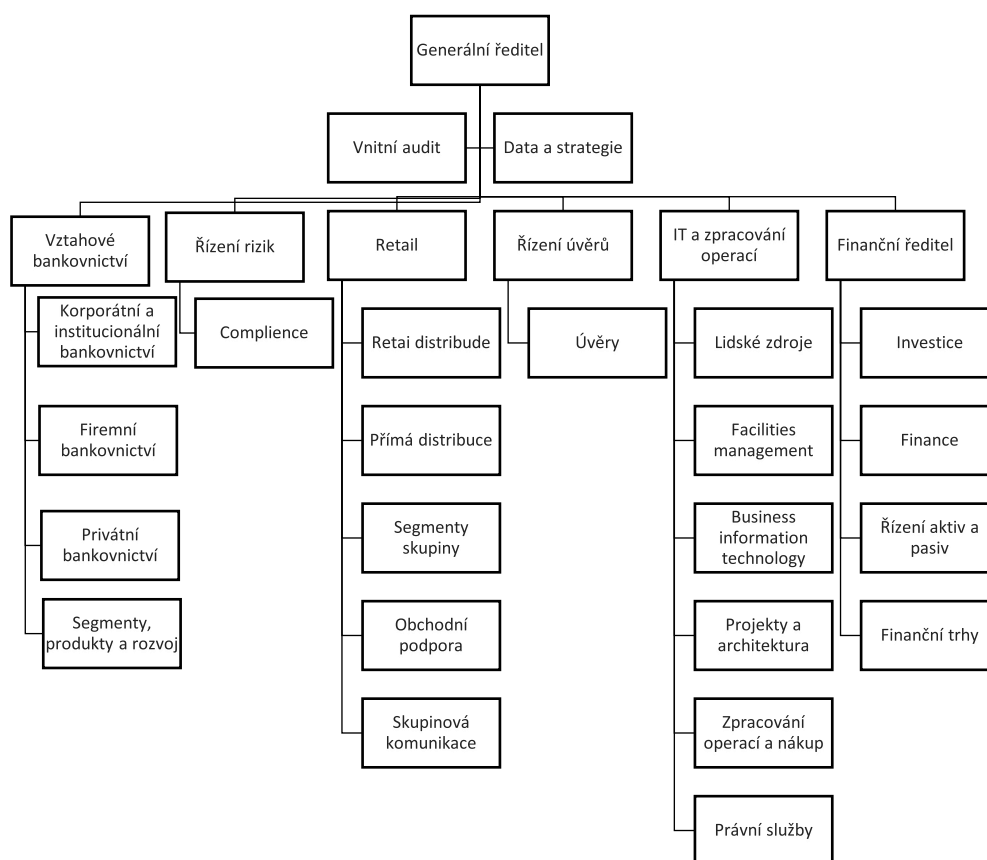 Generální ředitel
Vnitní audit
Data a strategie
Vztahové
bankovnictví
Řízení rizik
Retail
Řízení úvěrů
IT a zpracování
operací
Finanční ředitel
Korporátní a
institucionální
bankovnictví
Firemní
bankovnictví
Privátní
bankovnictví
Segmenty,
produkty a rozvoj
Complience
Retai distribude
Přímá distribuce
Segmenty
skupiny
Obchodní
podpora
Skupinová
komunikace
Úvěry
Lidské zdroje
Facilities
management
Business
information
technology
Projekty a
architektura
Zpracování
operací a nákup
Právní služby
Investice
Finance
Řízení aktiv a
pasiv
Finanční trhy